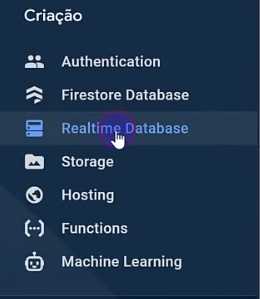 Criação
Authentication
Firestore Database
Realtime Database
Storage
Hosting
Functions
Machine Learning